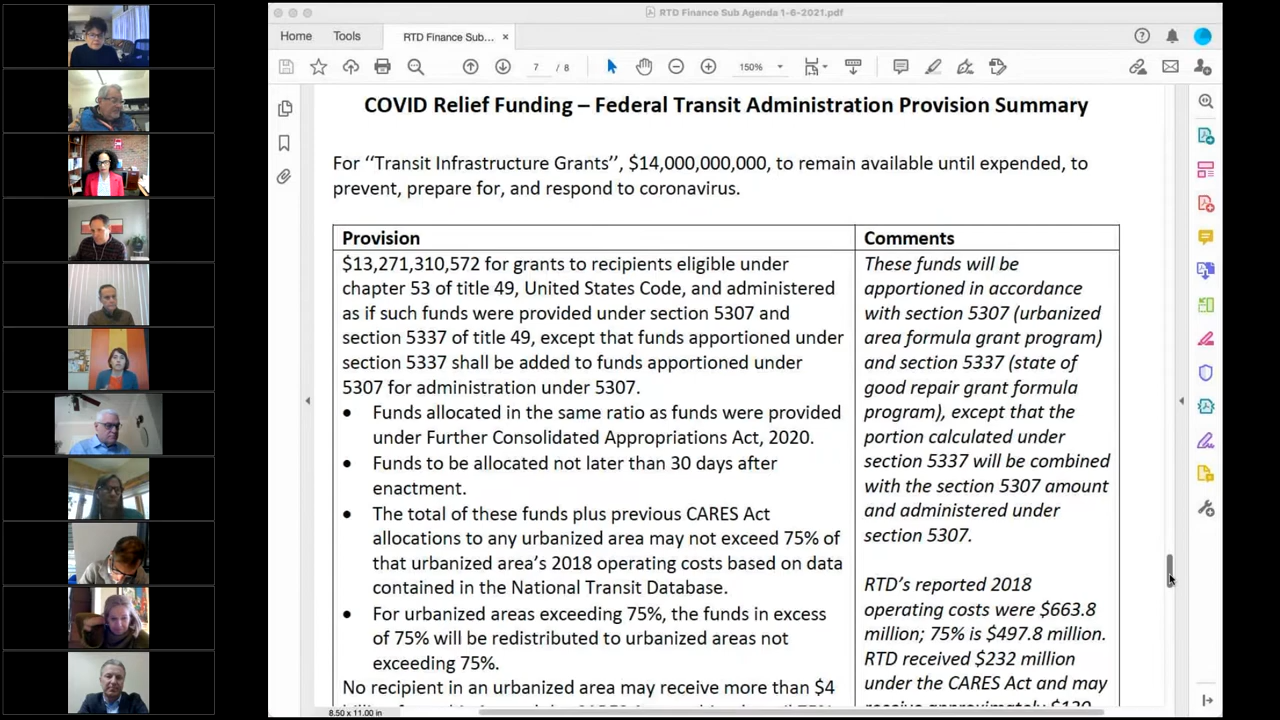 RTD Finance Sub Agenda 1-6-2021.pdf
Home Tools RTD Finance Sub... ×
7 / 8 150%
COVID Relief Funding – Federal Transit Administration Provision Summary
For “Transit Infrastructure Grants”, $14,000,000,000, to remain available until expended, to
prevent, prepare for, and respond to coronavirus.
Provision
$13,271,310,572 for grants to recipients eligible under
chapter 53 of title 49, United States Code, and administered
as if such funds were provided under section 5307 and
section 5337 of title 49, except that funds apportioned under
section 5337 shall be added to funds apportioned under
5307 for administration under 5307.
• Funds allocated in the same ratio as funds were provided
under Further Consolidated Appropriations Act, 2020.
• Funds to be allocated not later than 30 days after
enactment.
• The total of these funds plus previous CARES Act
allocations to any urbanized area may not exceed 75% of
that urbanized area’s 2018 operating costs based on data
contained in the National Transit Database.
• For urbanized areas exceeding 75%, the funds in excess
of 75% will be redistributed to urbanized areas not
exceeding 75%.
No recipient in an urbanized area may receive more than $4
Comments
These funds will be
apportioned in accordance
with section 5307 (urbanized
area formula grant program)
and section 5337 (state of
good repair grant formula
program), except that the
portion calculated under
section 5337 will be combined
with the section 5307 amount
and administered under
section 5307.
RTD’s reported 2018
operating costs were $663.8
million; 75% is $497.8 million.
RTD received $232 million
under the CARES Act and may
receive approximately $130
8.50 x 11.00 in